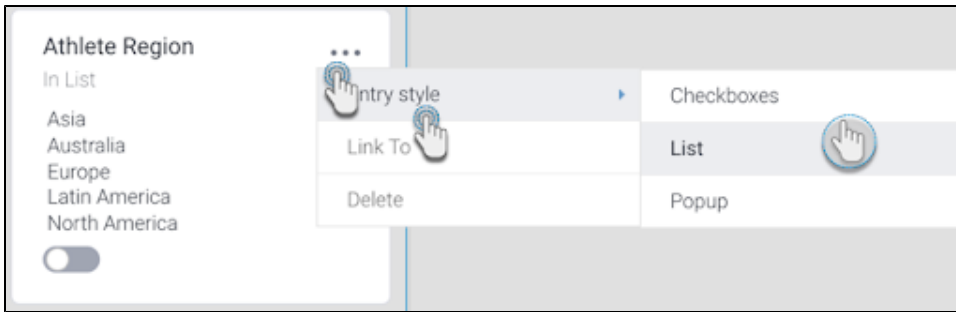 Athlete Region
In List
Asia
Australia
Europe
Latin America
North America
ntry style
Link To
Delete
Checkboxes
List
Popup